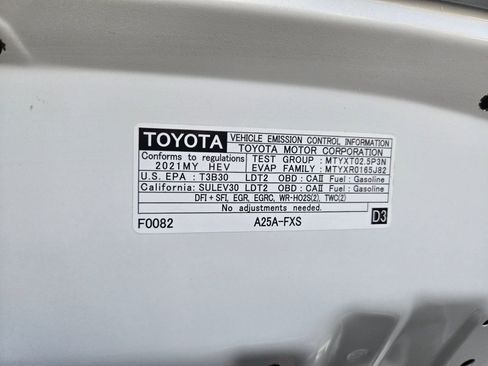 TOYOTA VEHICLE EMISSION CONTROL INFORMATION
TOYOTA MOTOR CORPORATION
Conforms to regulations TEST GROUP : MTYXT02.5P3N
2021MY HEV EVAP FAMILY : MTYXR0165J82
U.S. EPA : T3B30 LDT2 OBD : CAII Fuel : Gasoline
California: SULEV30 LDT2 OBD : CAII Fuel : Gasoline
DFI + SFI, EGR, EGRC, WR-HO2S(2), TWC(2)
No adjustments needed.
F0082 A25A-FXS D3